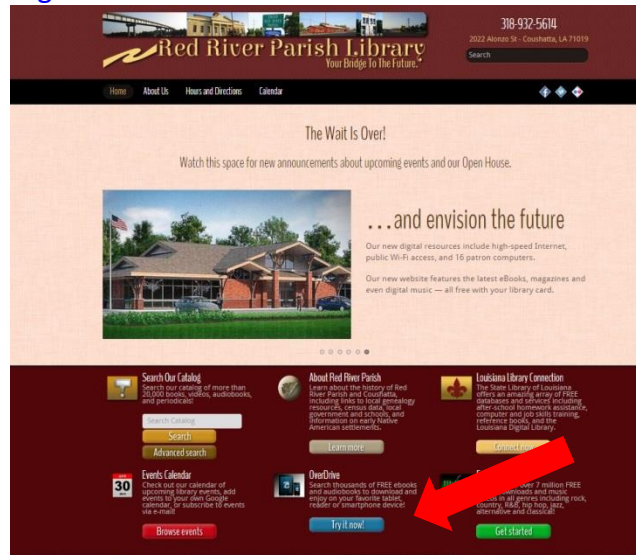 318-932-5614
Red River Parish Library
2022 Alonzo St - Coushatta, LA 71019
Your Bridge To The Future.®
Search
Home About Us Hours and Directions Calendar
The Wait Is Over!
Watch this space for new announcements about upcoming events and our Open House.
...and envision the future
Our new digital resources include high-speed Internet,
public Wi-Fi access, and 16 patron computers.
Our new website features the latest eBooks, magazines and
even digital music — all free with your library card.
Search Our Catalog
Search our catalog of more than
20,000 books, videos, audiobooks,
and periodicals!
Search Catalog
Search
Advanced search
About Red River Parish
Learn about the history of Red
River Parish and Coushatta,
including links to local genealogy
resources, census data, local
government and schools, and
information on early Native
American settlements.
Learn more
Louisiana Library Connection
The State Library of Louisiana
offers an amazing array of FREE
databases and services including
after-school homework assistance,
computer and job skills training,
reference books, and the
Louisiana Digital Library.
30
Events Calendar
Check out our calendar of
upcoming library events, add
events to your own Google
calendar, or subscribe to events
via e-mail!
Browse events
OverDrive
Search thousands of FREE ebooks
and audiobooks to download and
enjoy on your favorite tablet,
reader or smartphone device!
Try it now!
over 7 million FREE
and music
in all genres including rock,
country, R&B, hip hop, jazz,
alternative and classical!
Get started